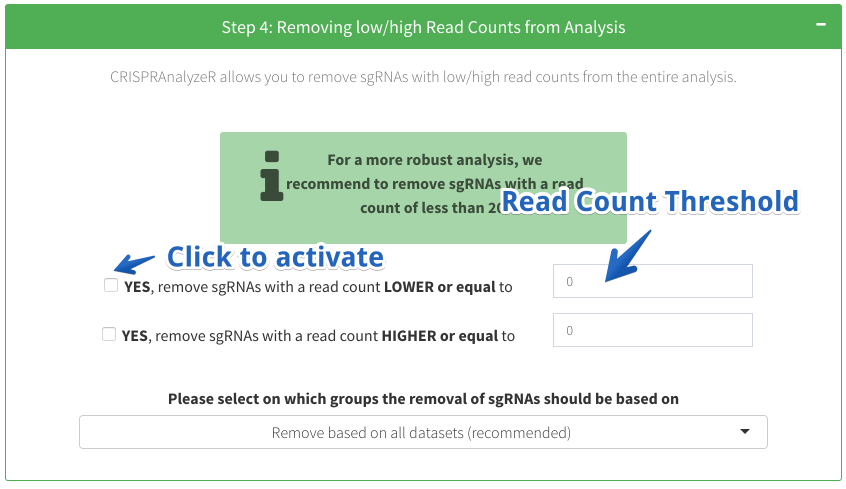 Step 4: Removing low/high Read Counts from Analysis
CRISPRAnalyzeR allows you to remove sgRNAs with low/high read counts from the entire analysis.
For a more robust analysis, we
recommend to remove sgRNAs with a read
count of less than 20
Read Count Threshold
Click to activate
YES, remove sgRNAs with a read count LOWER or equal to
0
YES, remove sgRNAs with a read count HIGHER or equal to
0
Please select on which groups the removal of sgRNAs should be based on
Remove based on all datasets (recommended)